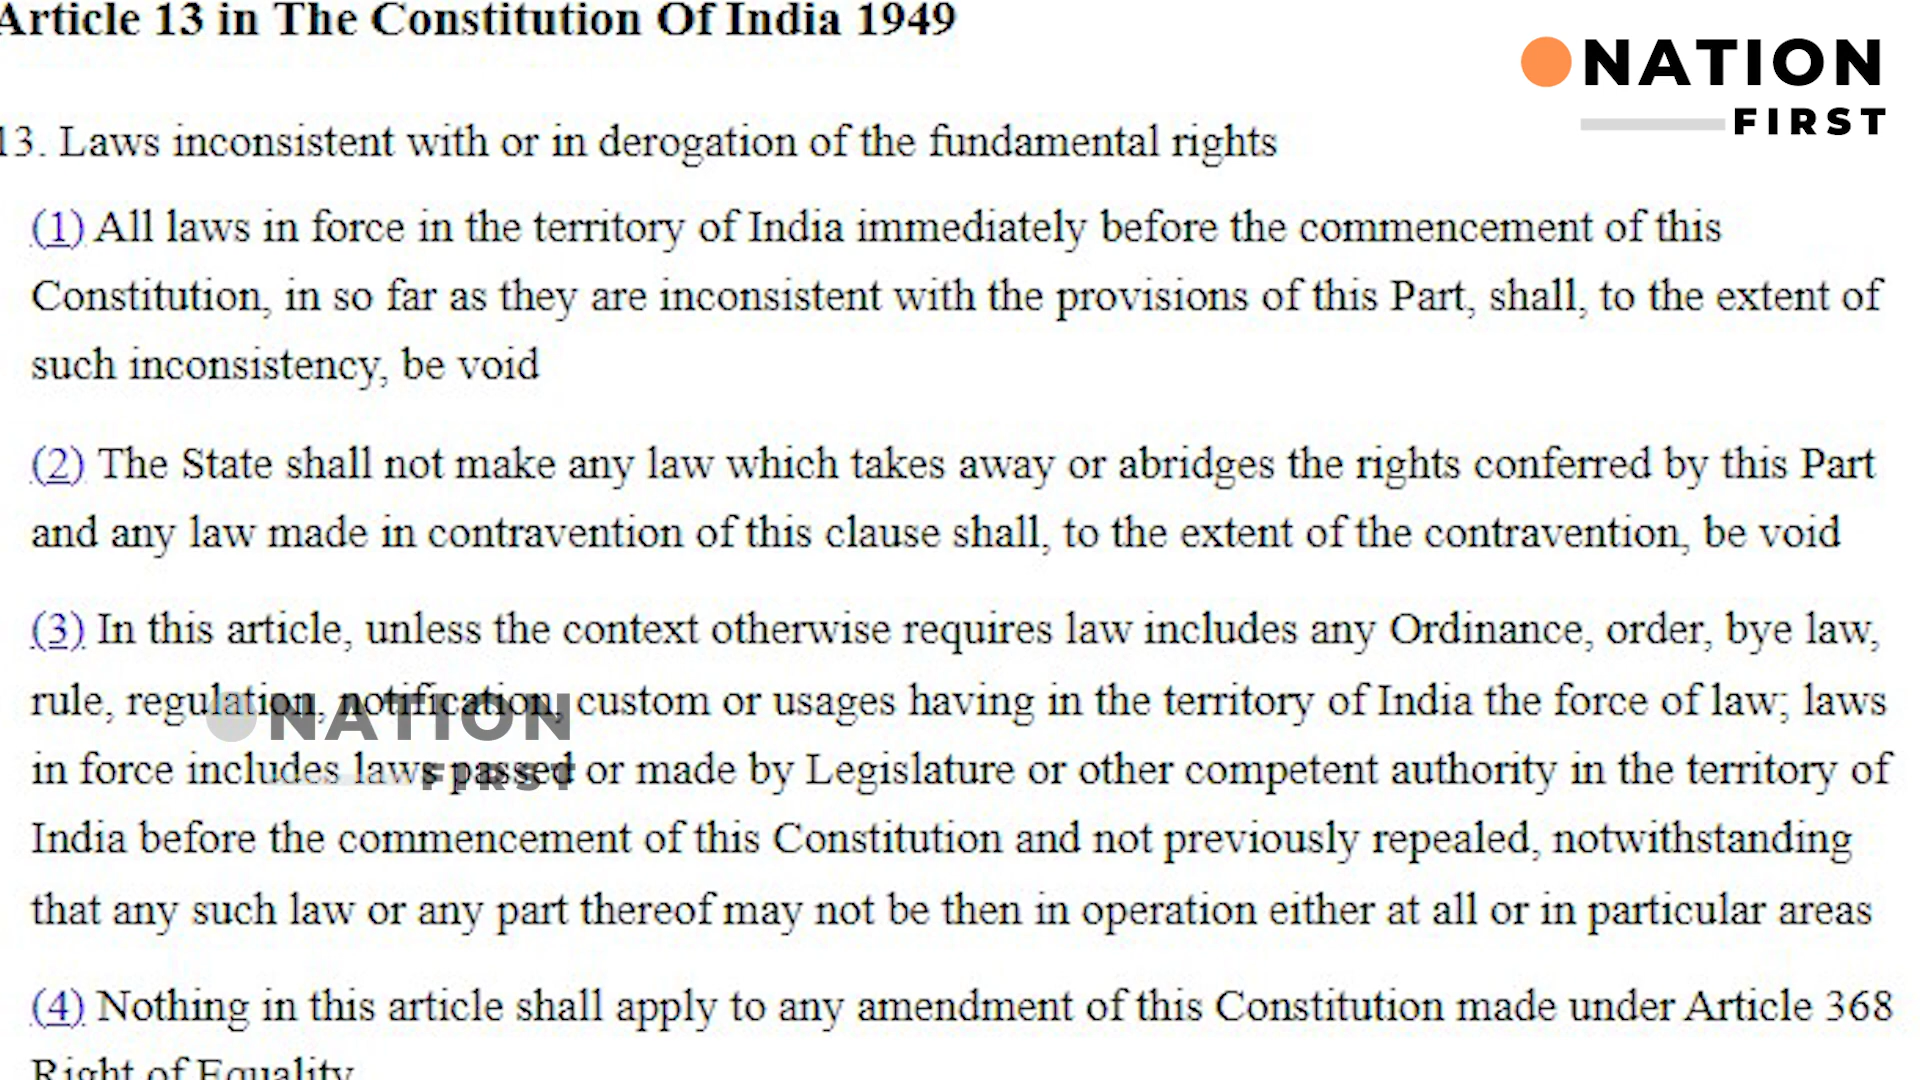 Article 13 in The Constitution Of India 1949
NATION
FIRST
13. Laws inconsistent with or in derogation of the fundamental rights
(1) All laws in force in the territory of India immediately before the commencement of this
Constitution, in so far as they are inconsistent with the provisions of this Part, shall, to the extent of
such inconsistency, be void
(2) The State shall not make any law which takes away or abridges the rights conferred by this Part
and any law made in contravention of this clause shall, to the extent of the contravention, be void
(3) In this article, unless the context otherwise requires law includes any Ordinance, order, bye law,
rule, regulation, notification, custom or usages having in the territory of India the force of law; laws
in force includes laws passed or made by Legislature or other competent authority in the territory of
India before the commencement of this Constitution and not previously repealed, notwithstanding
that any such law or any part thereof may not be then in operation either at all or in particular areas
NATION
FIRST
(4) Nothing in this article shall apply to any amendment of this Constitution made under Article 368
Right of Equality